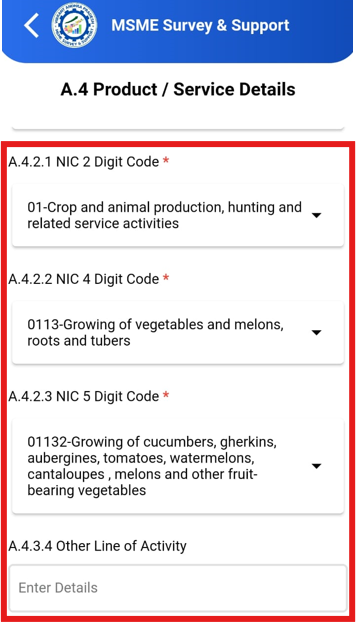 MSME Survey & Support
A.4 Product / Service Details
A.4.2.1 NIC 2 Digit Code *
01-Crop and animal production, hunting and
related service activities
A.4.2.2 NIC 4 Digit Code *
0113-Growing of vegetables and melons,
roots and tubers
A.4.2.3 NIC 5 Digit Code *
01132-Growing of cucumbers, gherkins,
aubergines, tomatoes, watermelons,
cantaloupes , melons and other fruit-
bearing vegetables
A.4.3.4 Other Line of Activity
Enter Details